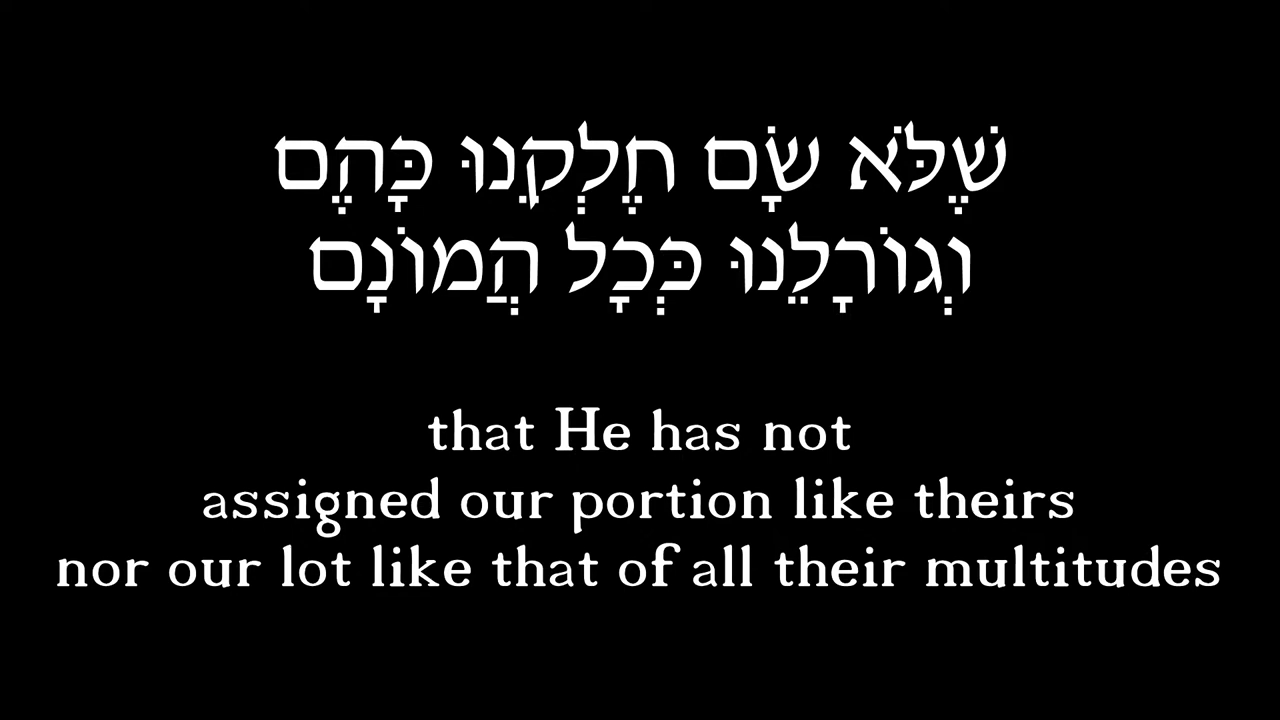 שֶׁלֹּא שָׂם חֶלְקֵנוּ כָּהֶם
וְגוֹרָלֵנוּ כְּכָל הֲמוֹנָם
that He has not
assigned our portion like theirs
nor our lot like that of all their multitudes